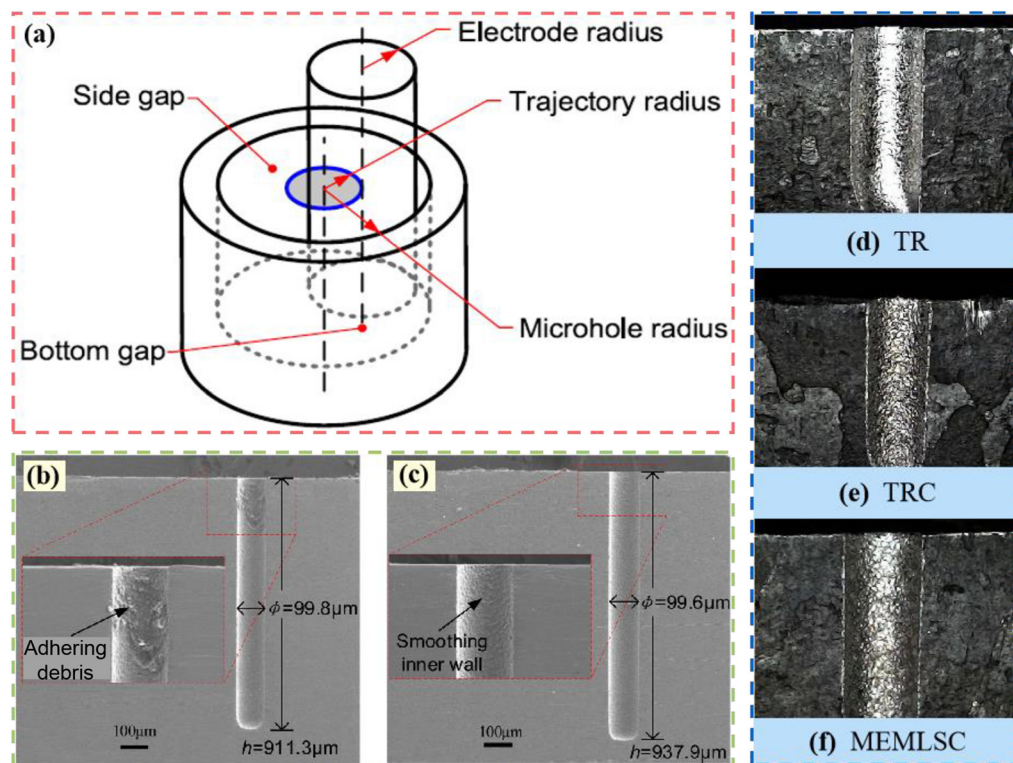 (a)
Electrode radius
Side gap
Trajectory radius
Microhole radius
Bottom gap
(b)
Adhering
debris
ϕ=99.8μm
100μm
h=911.3μm
(c)
Smoothing
inner wall
ϕ=99.6μm
100μm
h=937.9μm
(d) TR
(e) TRC
(f) MEMLSC